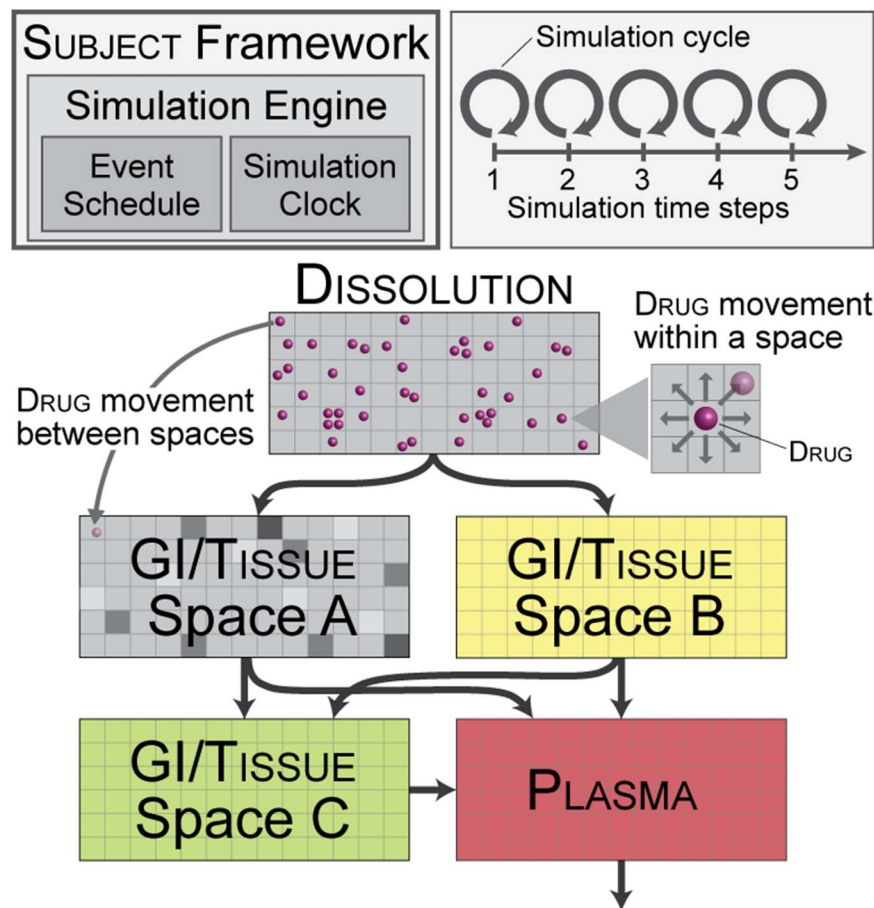 SUBJECT Framework
Simulation Engine
Event
Schedule
Simulation
Clock
Simulation cycle
1 2 3 4 5
Simulation time steps
DISSOLUTION
DRUG movement
within a space
DRUG movement
between spaces
DRUG
GI/TISSUE
Space A
GI/TISSUE
Space B
GI/TISSUE
Space C
PLASMA